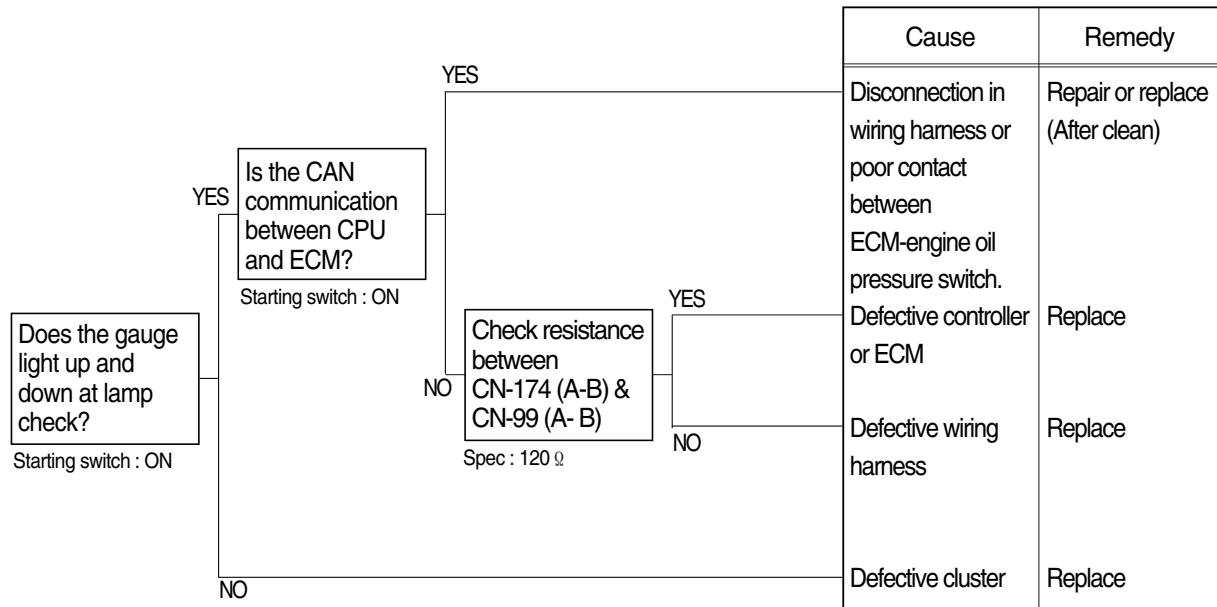 Cause
Remedy
YES
Disconnection in
wiring harness or
poor contact
between
ECM-engine oil
pressure switch.
Repair or replace
(After clean)
YES
Is the CAN
communication
between CPU
and ECM?
Starting switch : ON
Does the gauge
light up and
down at lamp
check?
Starting switch : ON
NO
Check resistance
between
CN-174 (A-B) &
CN-99 (A- B)
Spec : 120 Ω
YES
Defective controller
or ECM
Replace
NO
Defective wiring
harness
Replace
NO
Defective cluster
Replace